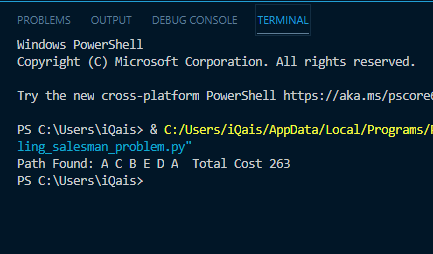 PROBLEMS OUTPUT DEBUG CONSOLE TERMINAL
Windows PowerShell
Copyright (C) Microsoft Corporation. All rights reserved.
Try the new cross-platform PowerShell https://aka.ms/pscore
PS C:\Users\iQais> & C:/Users/iQais/AppData/Local/Programs/
ling_salesman_problem.py"
Path Found: A C B E D A Total Cost 263
PS C:\Users\iQais>